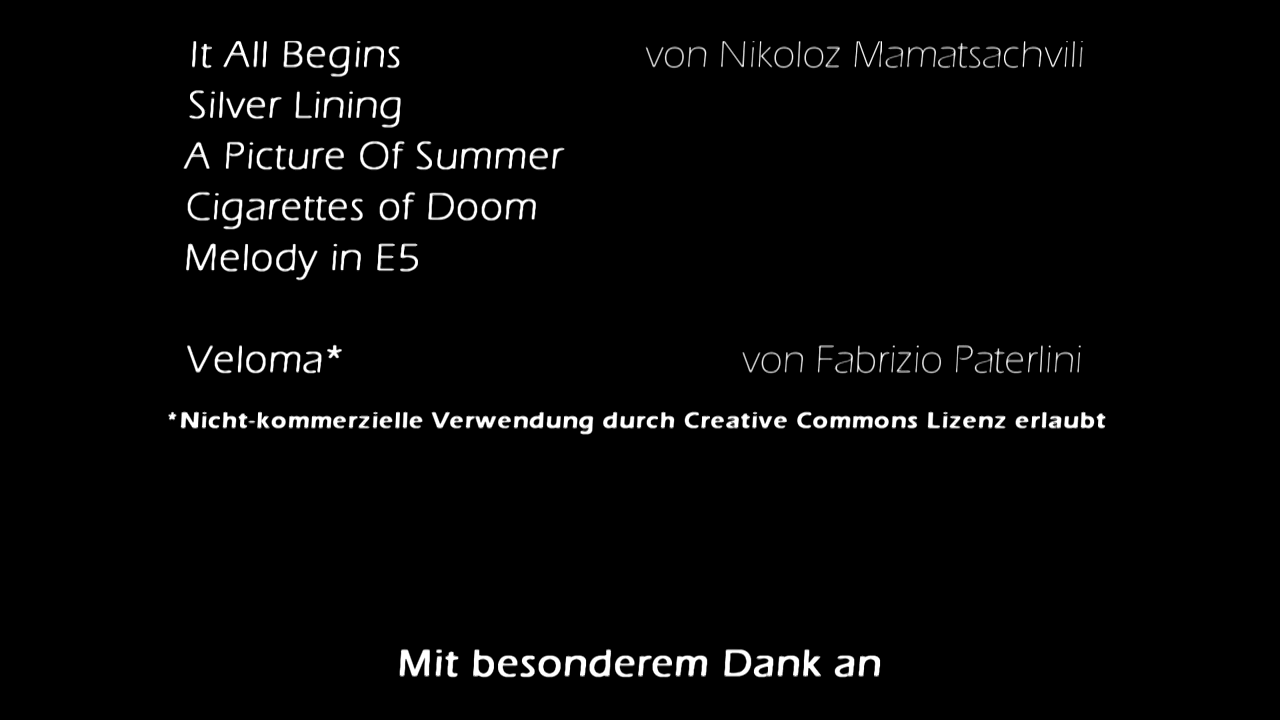 It All Begins von Nikoloz Mamatsachvili
Silver Lining
A Picture Of Summer
Cigarettes of Doom
Melody in E5
Veloma* von Fabrizio Paterlini
*Nicht-kommerzielle Verwendung durch Creative Commons Lizenz erlaubt
Mit besonderem Dank an